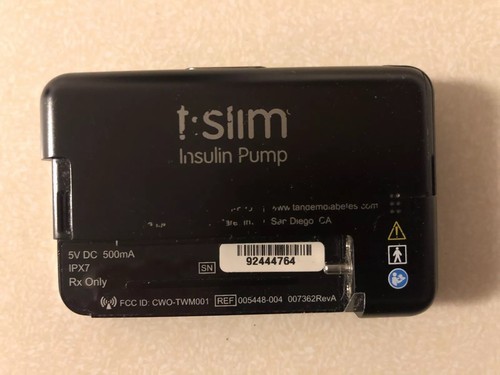 t:slim
Insulin Pump
www.tandemdiabetes.com
San Diego, CA
5V DC 500mA
IPX7
Rx Only
SN 92444764
FCC ID: CWO-TWM001 REF 005448-004 007362RevA